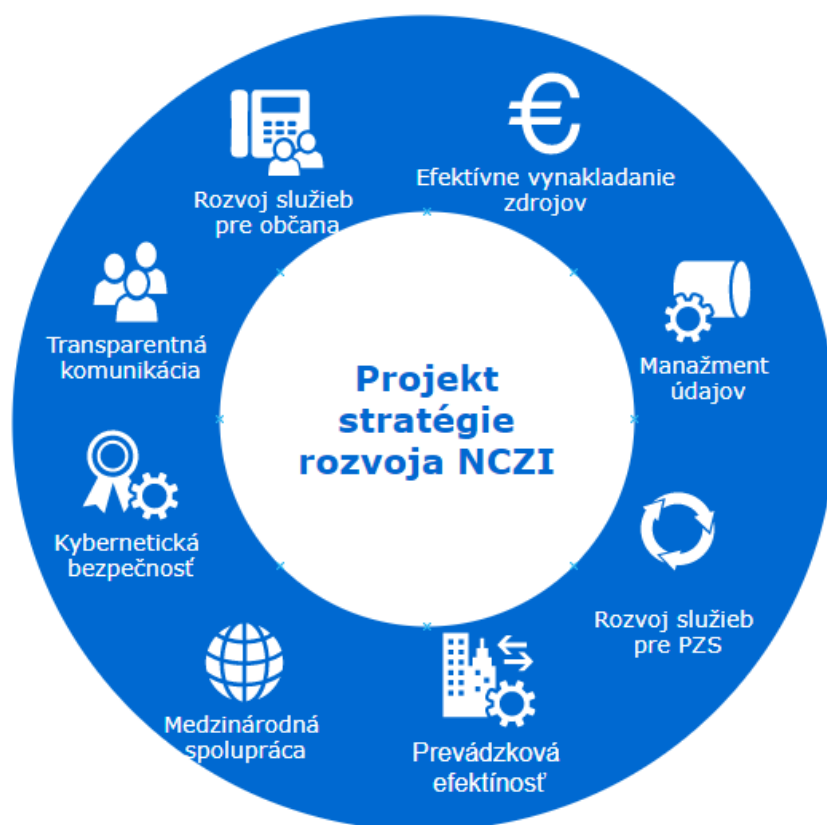 Projekt
stratégie
rozvoja NCZI
Efektívne vynakladanie
zdrojov
Manažment
údajov
Rozvoj služieb
pre PZS
Prevádzková
efektínosť
Medzinárodná
spolupráca
Kybernetická
bezpečnosť
Transparentná
komunikácia
Rozvoj služieb
pre občana